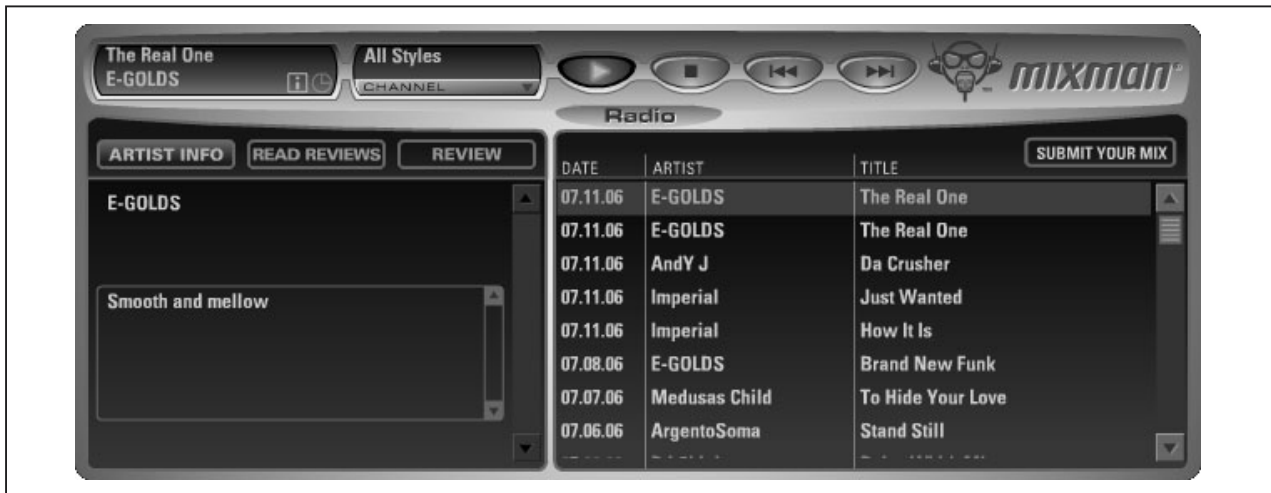 The Real One
E-GOLDS
All Styles
CHANNEL
mixman
Radio
ARTIST INFO READ REVIEWS REVIEW
E-GOLDS
Smooth and mellow
SUBMIT YOUR MIX
DATE ARTIST TITLE
07.11.06 E-GOLDS The Real One
07.11.06 E-GOLDS The Real One
07.11.06 AndY J Da Crusher
07.11.06 Imperial Just Wanted
07.11.06 Imperial How It Is
07.08.06 E-GOLDS Brand New Funk
07.07.06 Medusas Child To Hide Your Love
07.06.06 ArgentoSoma Stand Still